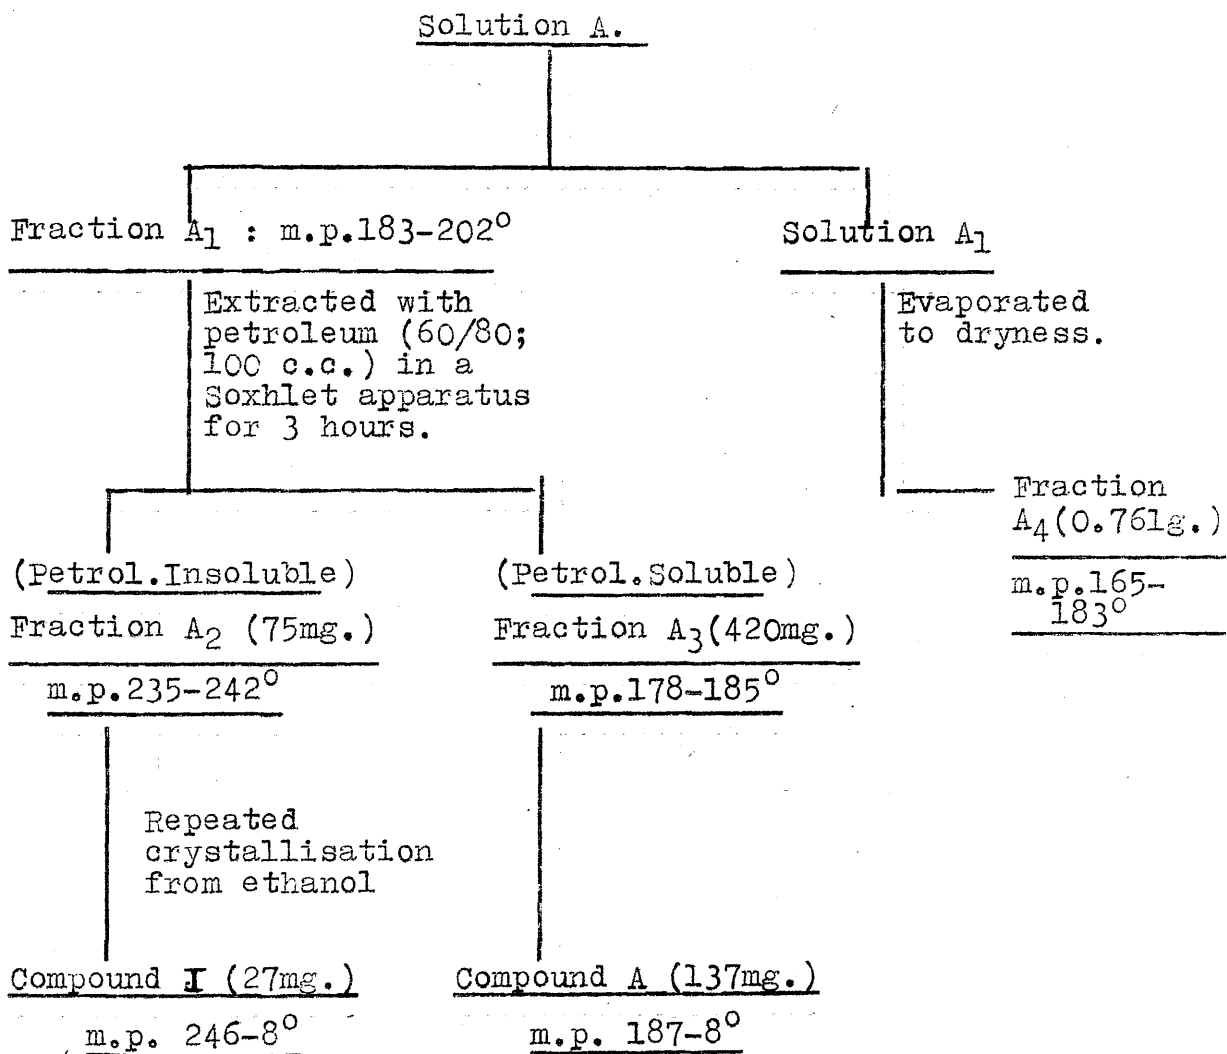 Solution A.
Fraction A1 : m.p.183-202°
Solution A1
Extracted with
petroleum (60/80;
100 c.c.) in a
Soxhlet apparatus
for 3 hours.
Evaporated
to dryness.
Fraction
A4(0.761g.)
m.p.165-
183°
(Petrol.Insoluble)
Fraction A2 (75mg.)
m.p.235-242°
(Petrol.Soluble)
Fraction A3(420mg.)
m.p.178-185°
Repeated
crystallisation
from ethanol
Compound I (27mg.)
m.p. 246-8°
Compound A (137mg.)
m.p. 187-8°